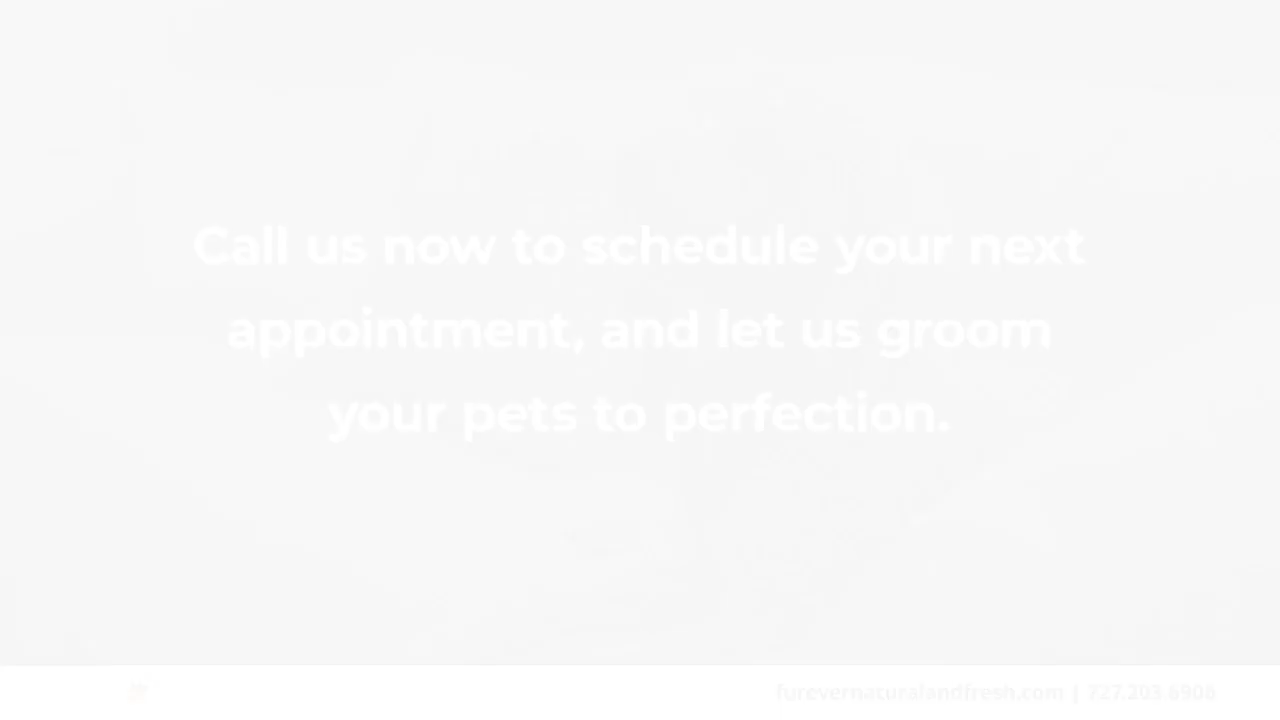 Call us now to schedule your next
appointment, and let us groom
your pets to perfection.
furevernaturalandfresh.com | 727.203.6908